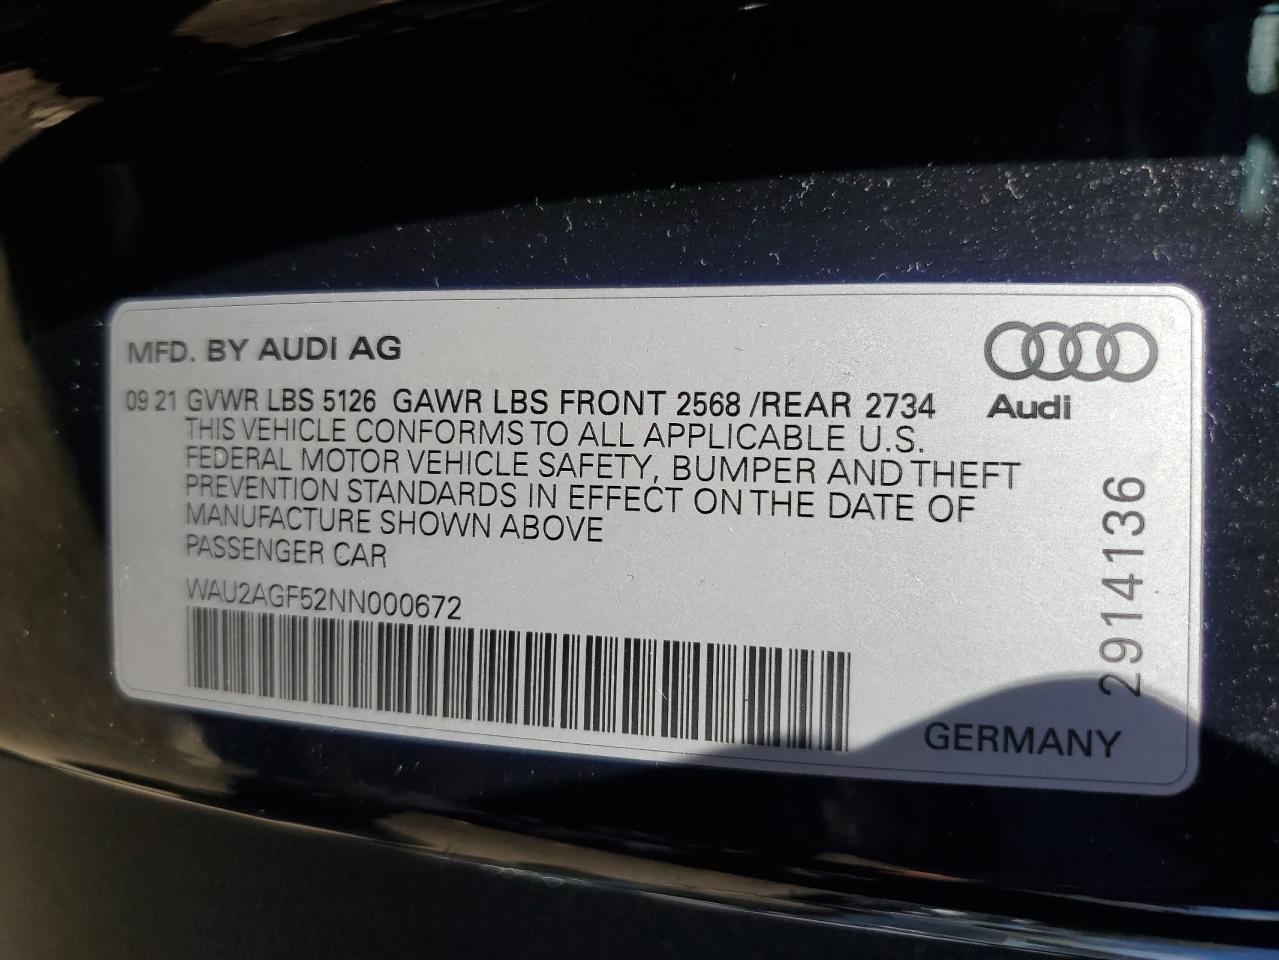 MFD. BY AUDI AG
09 21 GVWR LBS 5126 GAWR LBS FRONT 2568 /REAR 2734
THIS VEHICLE CONFORMS TO ALL APPLICABLE U.S.
FEDERAL MOTOR VEHICLE SAFETY, BUMPER AND THEFT
PREVENTION STANDARDS IN EFFECT ON THE DATE OF
MANUFACTURE SHOWN ABOVE
PASSENGER CAR
WAU2AGF52NN000672
Audi
2914136
GERMANY